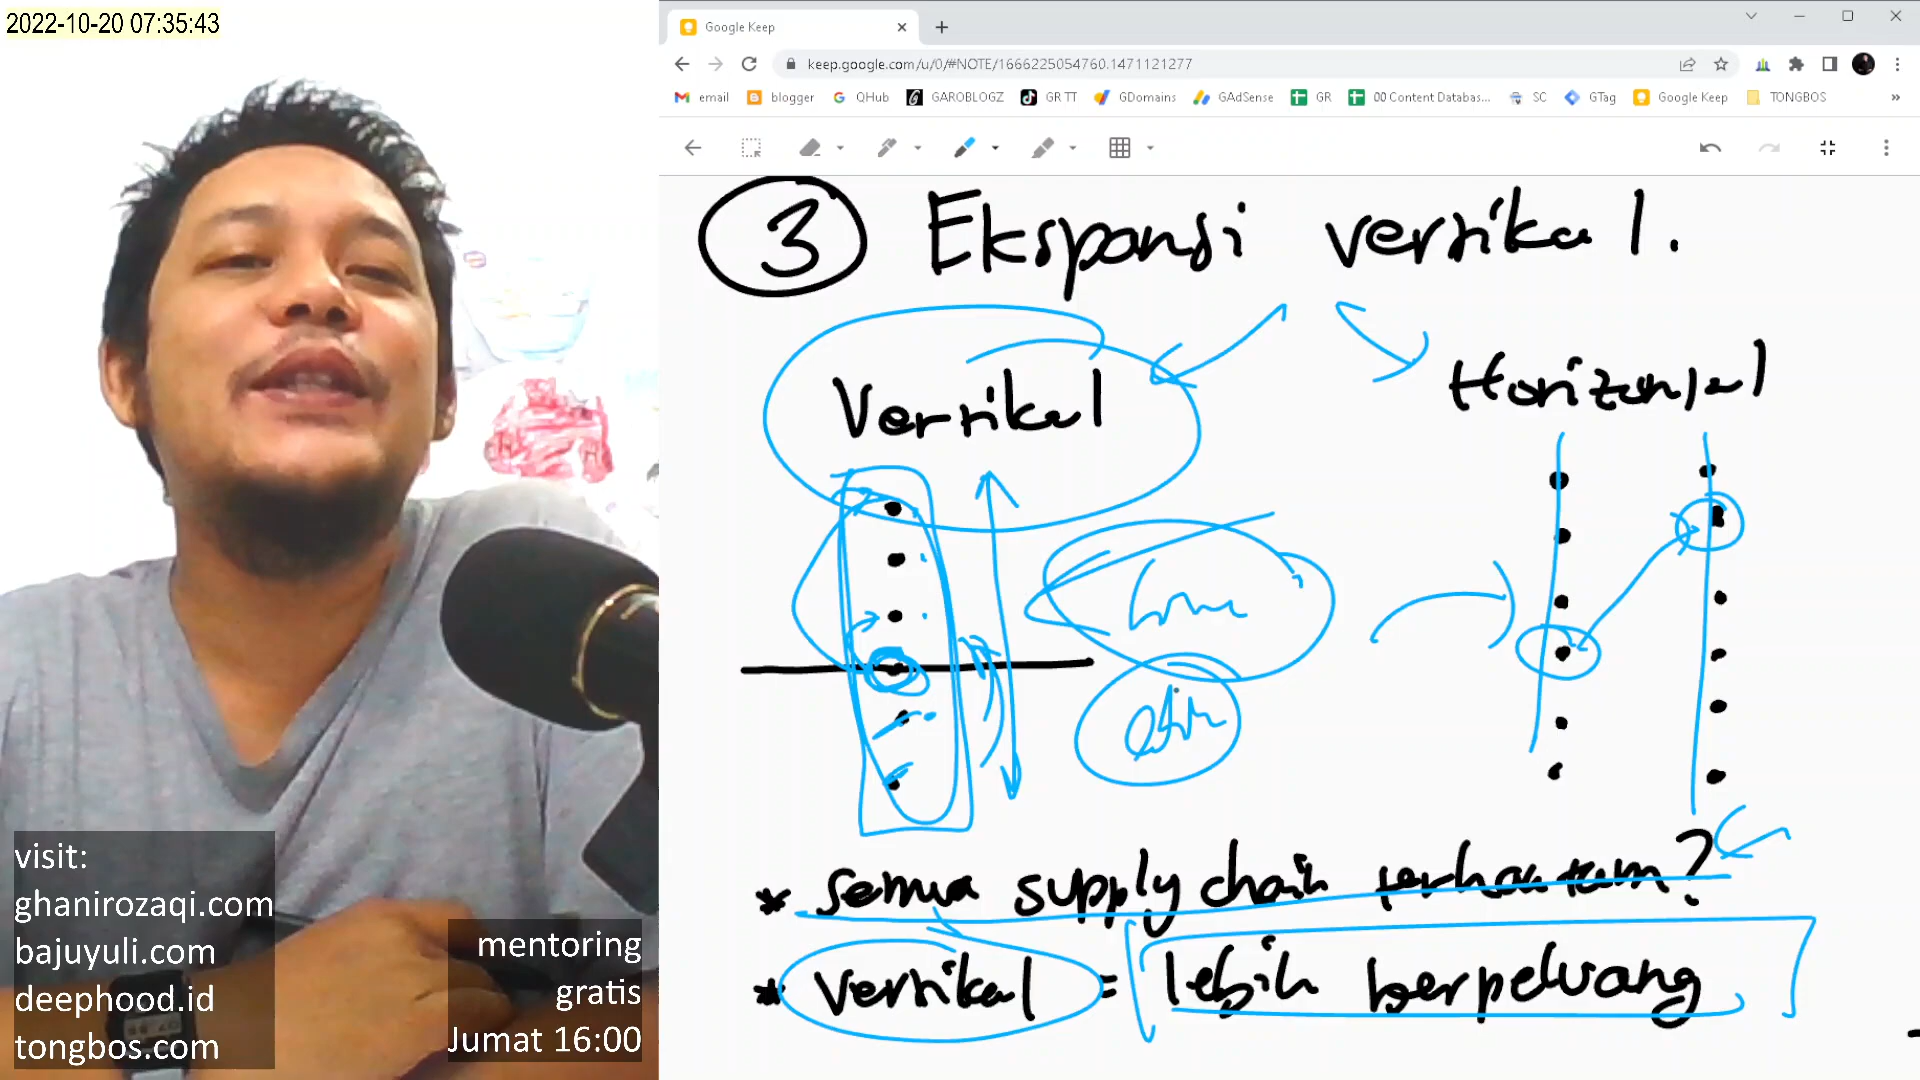 2022-10-20 07:35:43
Google Keep
keep.google.com/u/0/#NOTE/1666225054760.1471121277
email blogger QHub GAROBLOGZ GR TT GDomains GAdSense GR 00 Content Databas... SC GTag Google Keep TONGBOS »
3 Ekspansi vertikal.
Vertikal
Horizontal
* semua supply chain terhantam?
* Vertikal = lebih berpeluang
visit:
ghanirozaqi.com
bajuyuli.com
deephood.id
tongbos.com
mentoring
gratis
Jumat 16:00